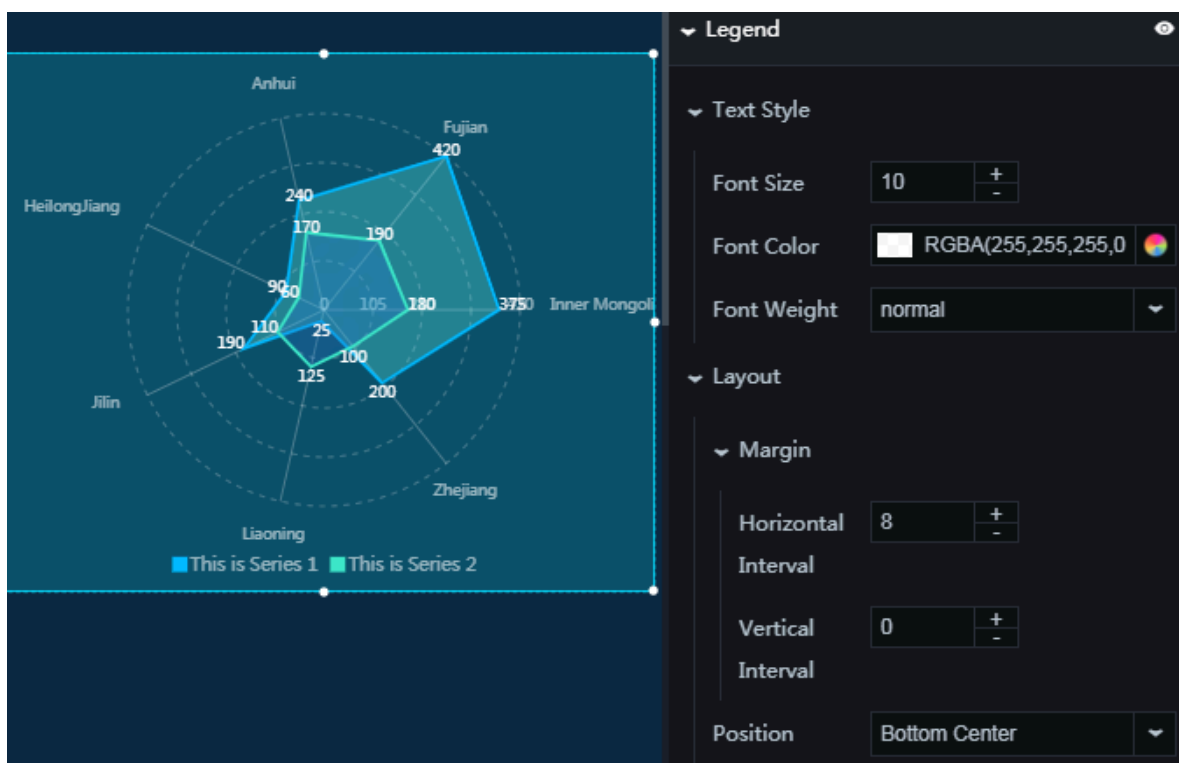 Anhui
Fujian
420
240
HeilongJiang
170
190
90
60
0
105
180
375
Inner Mongoli
110
190
25
100
125
200
Jilin
Zhejiang
Liaoning
This is Series 1
This is Series 2
Legend
Text Style
Font Size
10
+
-
Font Color
RGBA(255,255,255,0
Font Weight
normal
Layout
Margin
Horizontal
Interval
8
+
-
Vertical
Interval
0
+
-
Position
Bottom Center